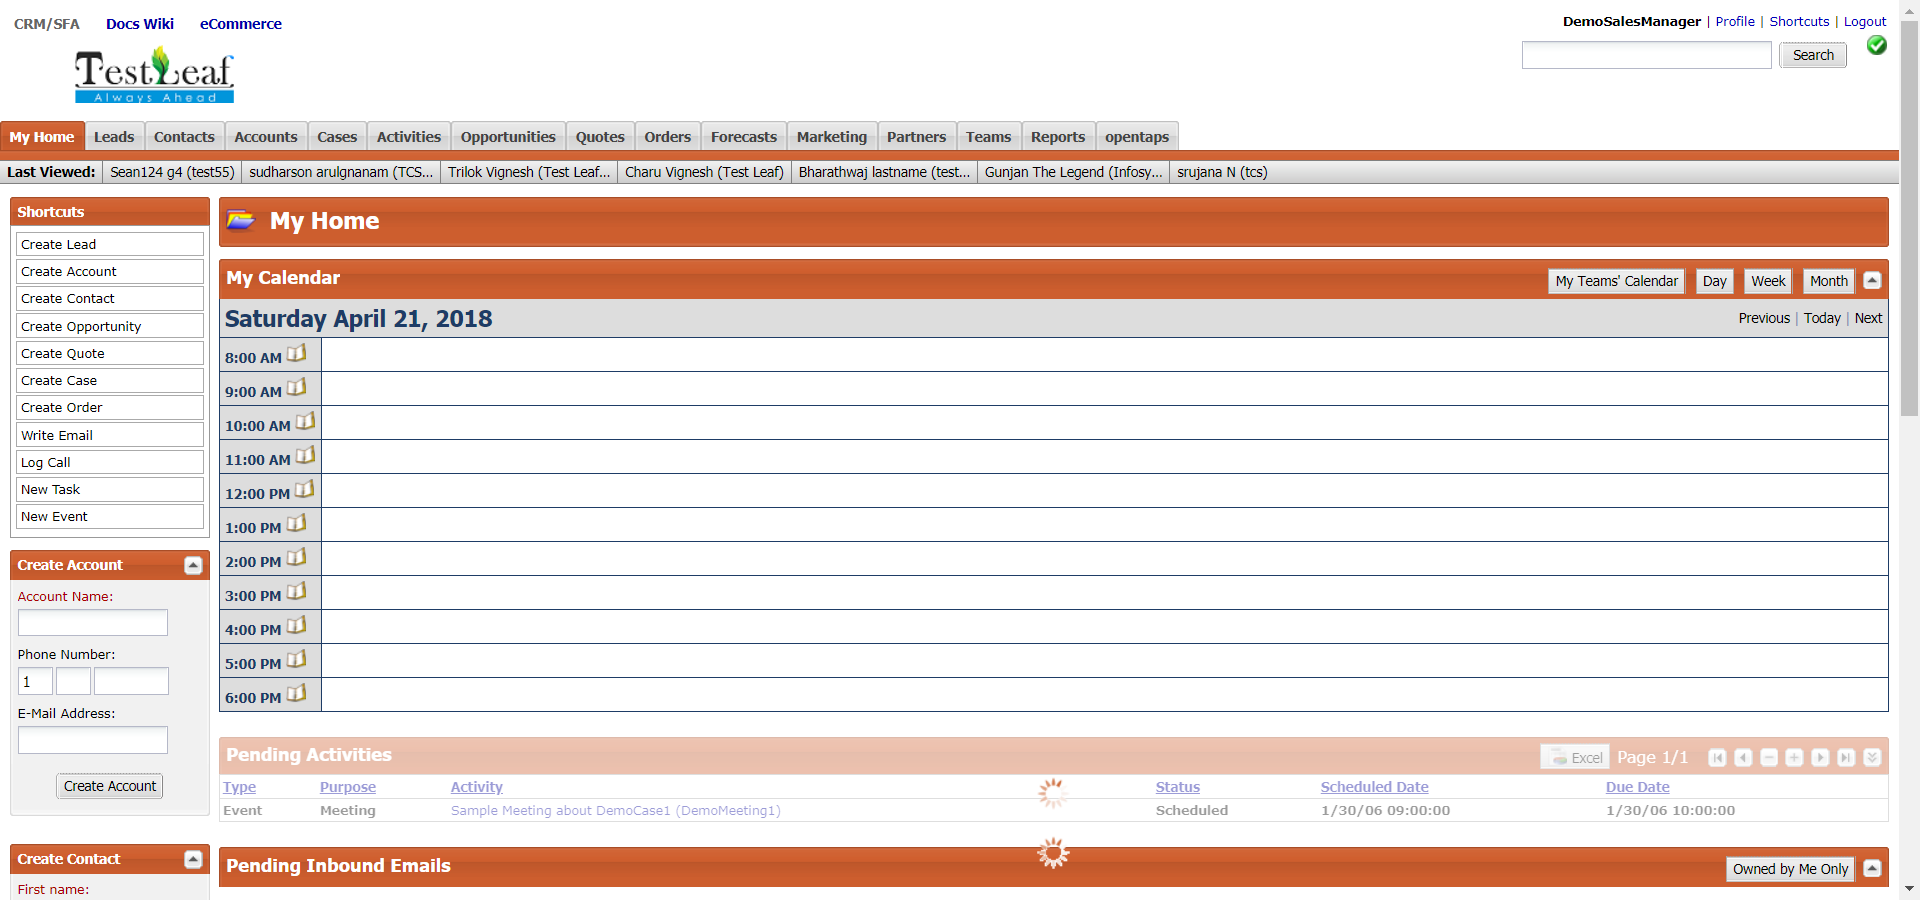 CRM/SFA Docs Wiki eCommerce
DemoSalesManager | Profile | Shortcuts | Logout
Search
TestLeaf
Always Ahead
My Home Leads Contacts Accounts Cases Activities Opportunities Quotes Orders Forecasts Marketing Partners Teams Reports opentaps
Last Viewed: Sean124 g4 (test55) sudharson arulgnanam (TCS... Trilok Vignesh (Test Leaf... Charu Vignesh (Test Leaf) Bharathwaj lastname (test... Gunjan The Legend (Infosy... srujana N (tcs)
Shortcuts
Create Lead
Create Account
Create Contact
Create Opportunity
Create Quote
Create Case
Create Order
Write Email
Log Call
New Task
New Event
Create Account
Account Name:
Phone Number:
1
E-Mail Address:
Create Account
Create Contact
First name:
My Home
My Calendar
My Teams' Calendar Day Week Month
Saturday April 21, 2018
Previous | Today | Next
8:00 AM
9:00 AM
10:00 AM
11:00 AM
12:00 PM
1:00 PM
2:00 PM
3:00 PM
4:00 PM
5:00 PM
6:00 PM
Pending Activities
Excel Page 1/1
Type Purpose Activity Status Scheduled Date Due Date
Event Meeting Sample Meeting about DemoCase1 (DemoMeeting1) Scheduled 1/30/06 09:00:00 1/30/06 10:00:00
Pending Inbound Emails
Owned by Me Only